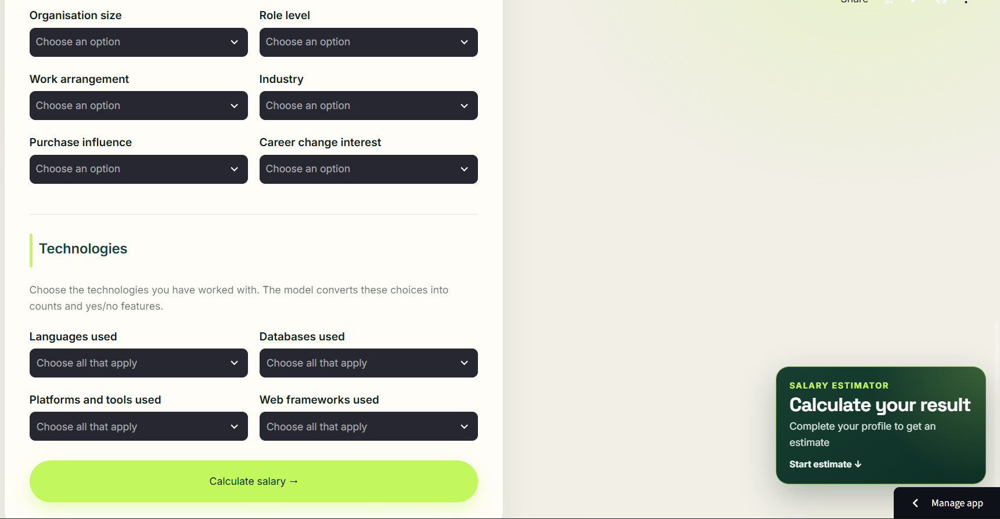 Share
Organisation size
Role level
Choose an option
Choose an option
Work arrangement
Industry
Choose an option
Choose an option
Purchase influence
Career change interest
Choose an option
Choose an option
Technologies
Choose the technologies you have worked with. The model converts these choices into
counts and yes/no features.
Languages used
Databases used
Choose all that apply
Choose all that apply
Platforms and tools used
Web frameworks used
Choose all that apply
Choose all that apply
Calculate salary →
SALARY ESTIMATOR
Calculate your result
Complete your profile to get an
estimate
Start estimate ↓
Manage app